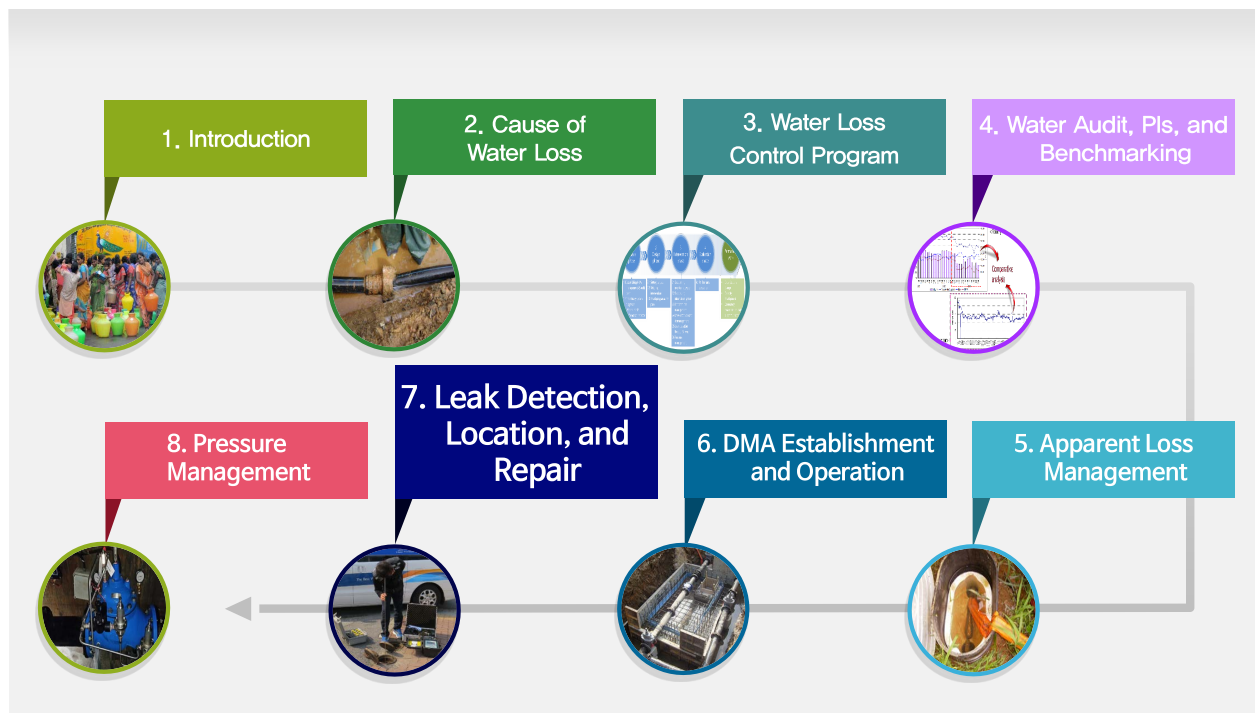 1. Introduction
2. Cause of
Water Loss
3. Water Loss
Control Program
4. Water Audit, PIs, and
Benchmarking
Comparative
analysis
7. Leak Detection,
Location, and
Repair
8. Pressure
Management
6. DMA Establishment
and Operation
5. Apparent Loss
Management